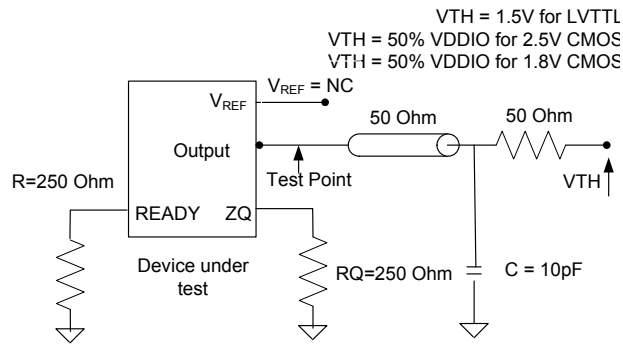 VTH = 1.5V for LVTTL
VTH = 50% VDDIO for 2.5V CMOS
VTH = 50% VDDIO for 1.8V CMOS
VREF = NC
VREF
50 Ohm
50 Ohm
Output
Test Point
VTH
R=250 Ohm
READY
ZQ
Device under
test
RQ=250 Ohm
C = 10pF